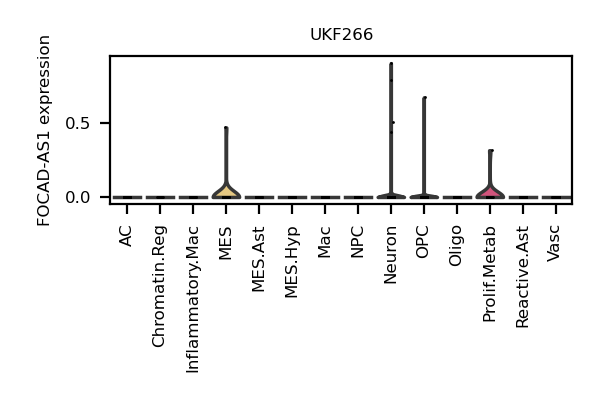 UKF266
FOCAD-AS1 expression
0.5
0.0
AC
Chromatin.Reg
Inflammatory.Mac
MES
MES.Ast
MES.Hyp
Mac
NPC
Neuron
OPC
Oligo
Prolif.Metab
Reactive.Ast
Vasc